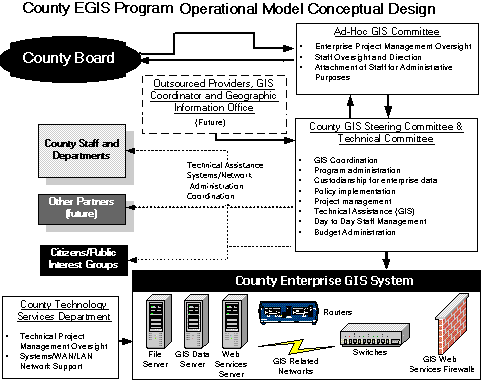 County EGIS Program Operational Model Conceptual Design
County Board
Ad-Hoc GIS Committee
• Enterprise Project Management Oversight
• Staff Oversight and Direction
• Attachment of Staff for Administrative
Purposes
Outsourced Providers, GIS
Coordinator and Geographic
Information Office
(Future)
County GIS Steering Committee &
Technical Committee
• GIS Coordination
• Program administration
• Custodianship for enterprise data
• Policy implementation
• Project management
• Technical Assistance (GIS)
• Day to Day Staff Management
• Budget Administration
County Staff and
Departments
Technical Assistance
Systems/Network
Administration
Coordination
Other Partners
(future)
Citizens/Public
Interest Groups
County Enterprise GIS System
County Technology
Services Department
• Technical Project
Management Oversight
• Systems/WAN/LAN
Network Support
File
Server
GIS Data
Server
Web
Services
Server
Routers
GIS Related
Networks
Switches
GIS Web
Services Firewall